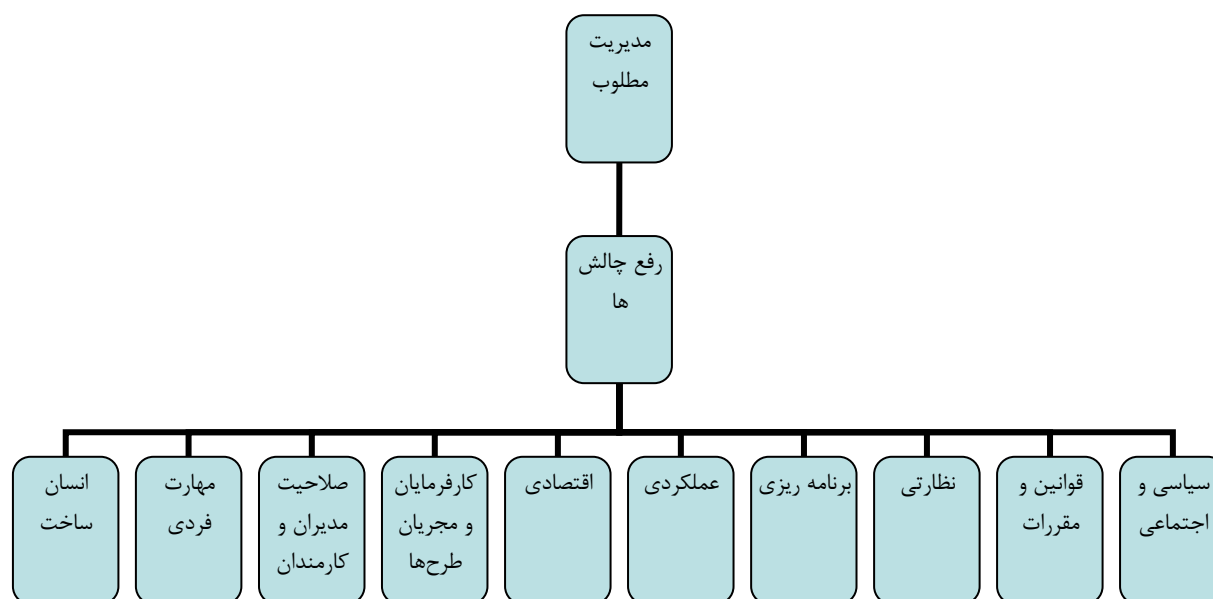 مدیریت
مطلوب
رفع چالش
ها
سیاسی و
اجتماعی
قوانین و
مقررات
نظارتی
برنامه ریزی
عملکردی
اقتصادی
کارفرمایان
و مجریان
طرح‌ها
صلاحیت
مدیران و
کارمندان
مهارت
فردی
انسان
ساخت